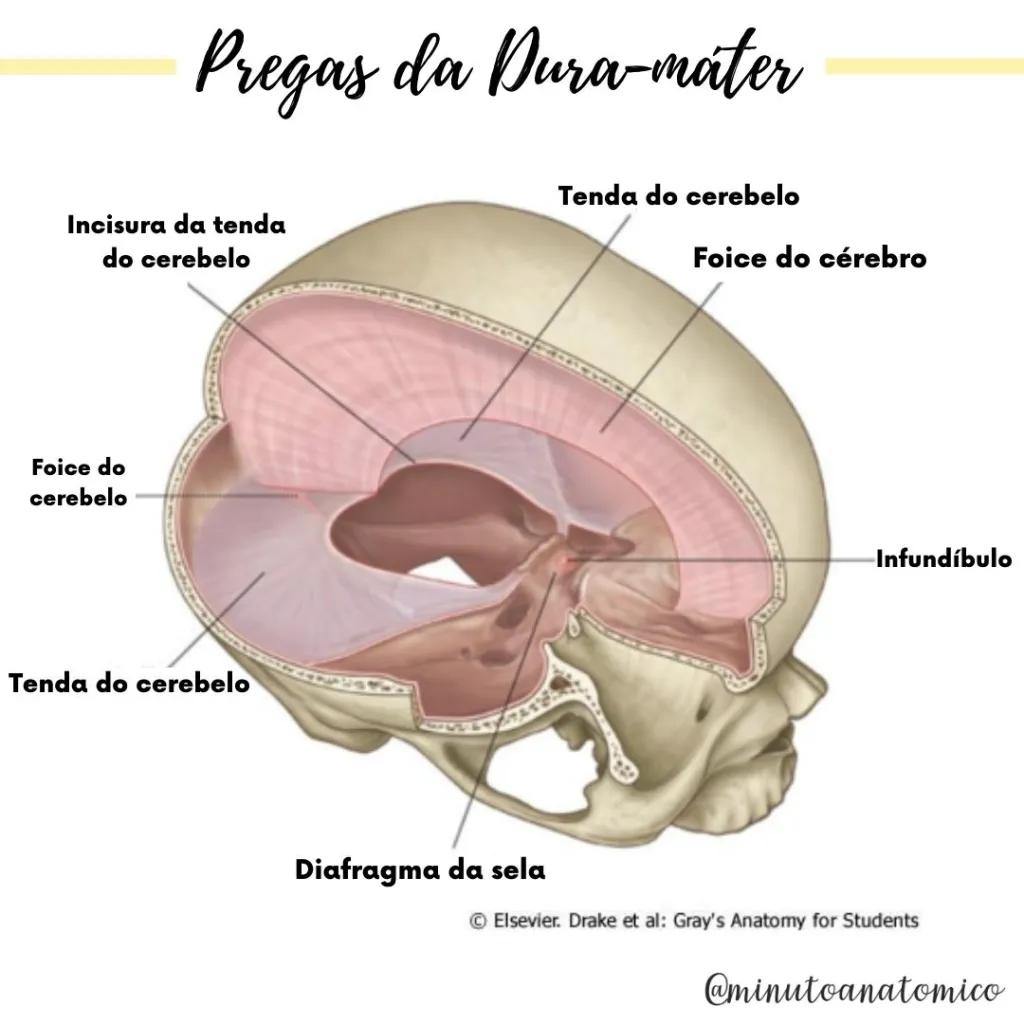 Pregas da Dura-máter
Tenda do cerebelo
Incisura da tenda
do cerebelo
Foice do cérebro
Foice do
cerebelo
Infundíbulo
Tenda do cerebelo
Diafragma da sela
© Elsevier. Drake et al: Gray's Anatomy for Students
@minutoanatomico